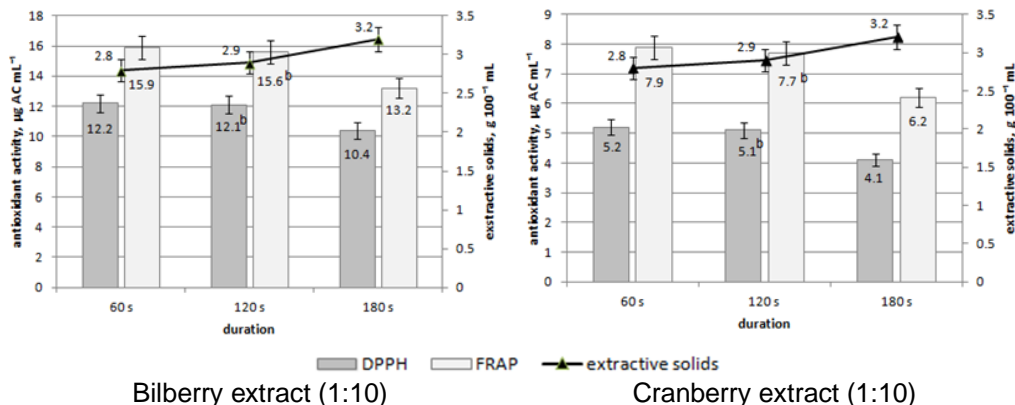 antioxidant activity, µg AC mL⁻¹
18
16
14
12
10
8
6
4
2
0
2.8
15.9
12.2
2.9
15.6b
12.1b
3.2
13.2
10.4
3.5
3
2.5
2
1.5
1
0.5
0
exstractive solids, g 100⁻¹ mL
60 s
120 s
180 s
duration
antioxidant activity, µg AC mL⁻¹
9
8
7
6
5
4
3
2
1
0
2.8
7.9
5.2
2.9
7.7b
5.1b
3.2
6.2
4.1
3.5
3
2.5
2
1.5
1
0.5
0
extractive solids, g 100⁻¹ mL
60 s
120 s
180 s
duration
DPPH FRAP extractive solids
Bilberry extract (1:10)
Cranberry extract (1:10)